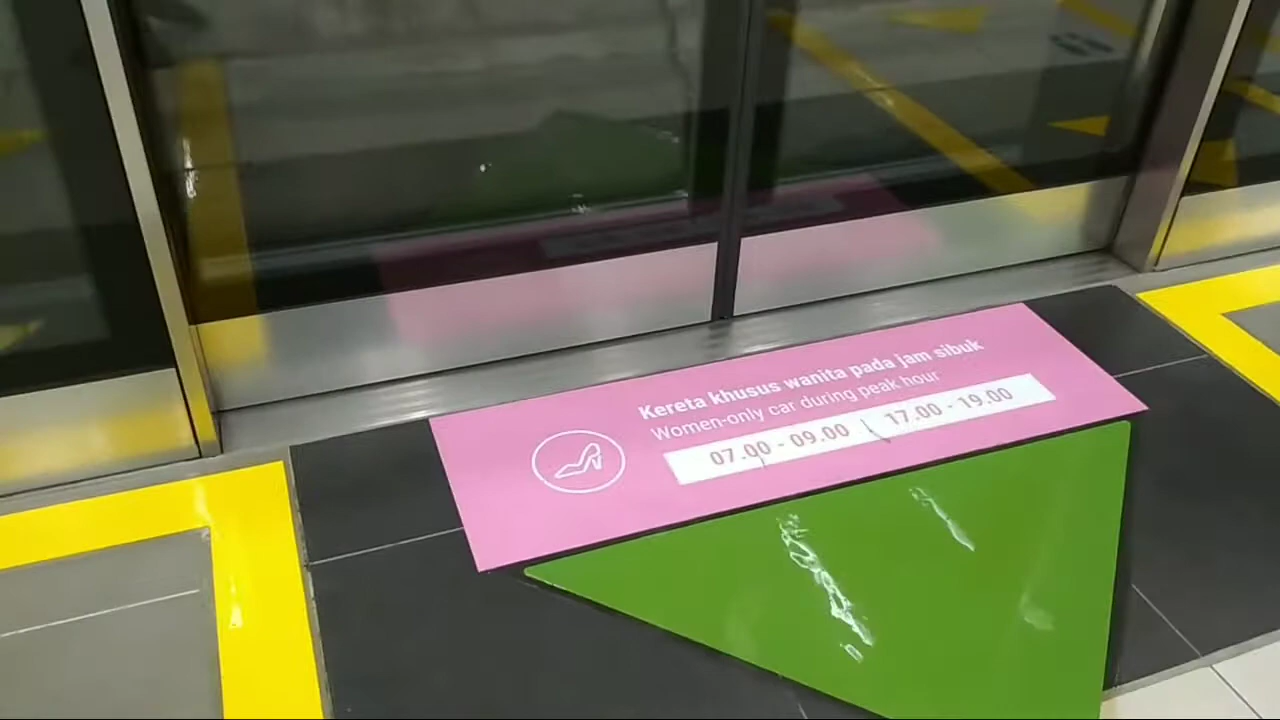 Kereta khusus wanita pada jam sibuk
Women-only car during peak hour
07.00 - 09.00 | 17.00 - 19.00